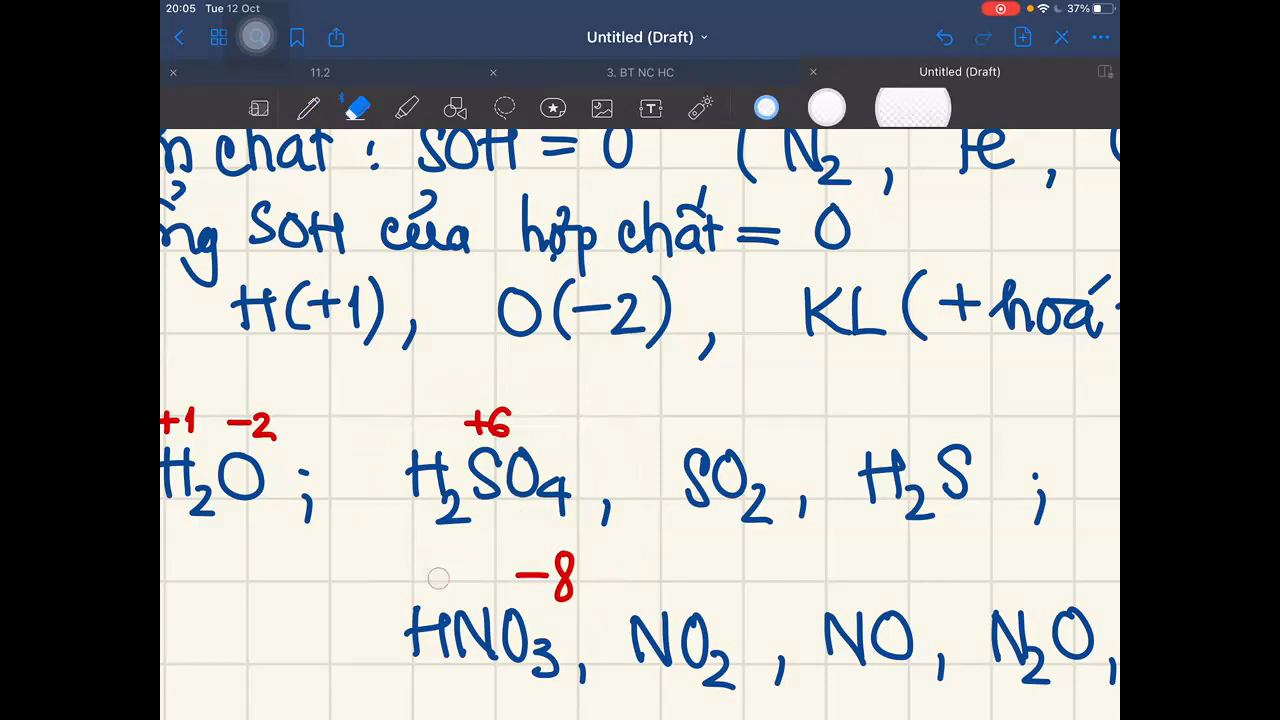 20:05 Tue 12 Oct 37%
Untitled (Draft)
11.2 3. BT NC HC Untitled (Draft)
chất : SOH = 0 ( N2 ,
SOH của hợp chất = 0
H(+1), O(-2), KL (+hoá
+1 -2 +6
H2O ; H2SO4 , SO2 , H2S ;
-8
HNO3 , NO2 , NO , N2O ,